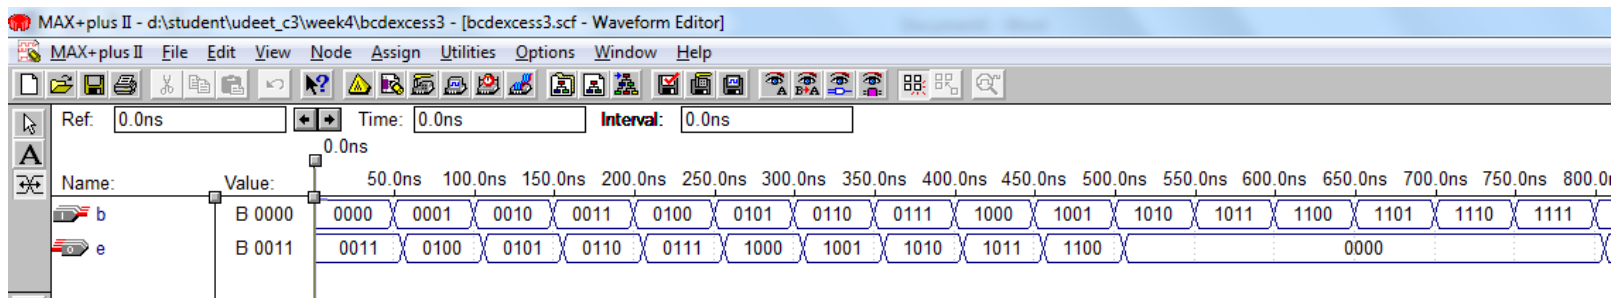 MAX+plus II - d:\student\udeet_c3\week4\bcdexcess3 - [bcdexcess3.scf - Waveform Editor]
MAX+plus II File Edit View Node Assign Utilities Options Window Help
Ref: 0.0ns Time: 0.0ns Interval: 0.0ns
0.0ns
Name: Value: 50.0ns 100.0ns 150.0ns 200.0ns 250.0ns 300.0ns 350.0ns 400.0ns 450.0ns 500.0ns 550.0ns 600.0ns 650.0ns 700.0ns 750.0ns 800.0
b B 0000 0000 0001 0010 0011 0100 0101 0110 0111 1000 1001 1010 1011 1100 1101 1110 1111
e B 0011 0011 0100 0101 0110 0111 1000 1001 1010 1011 1100 0000